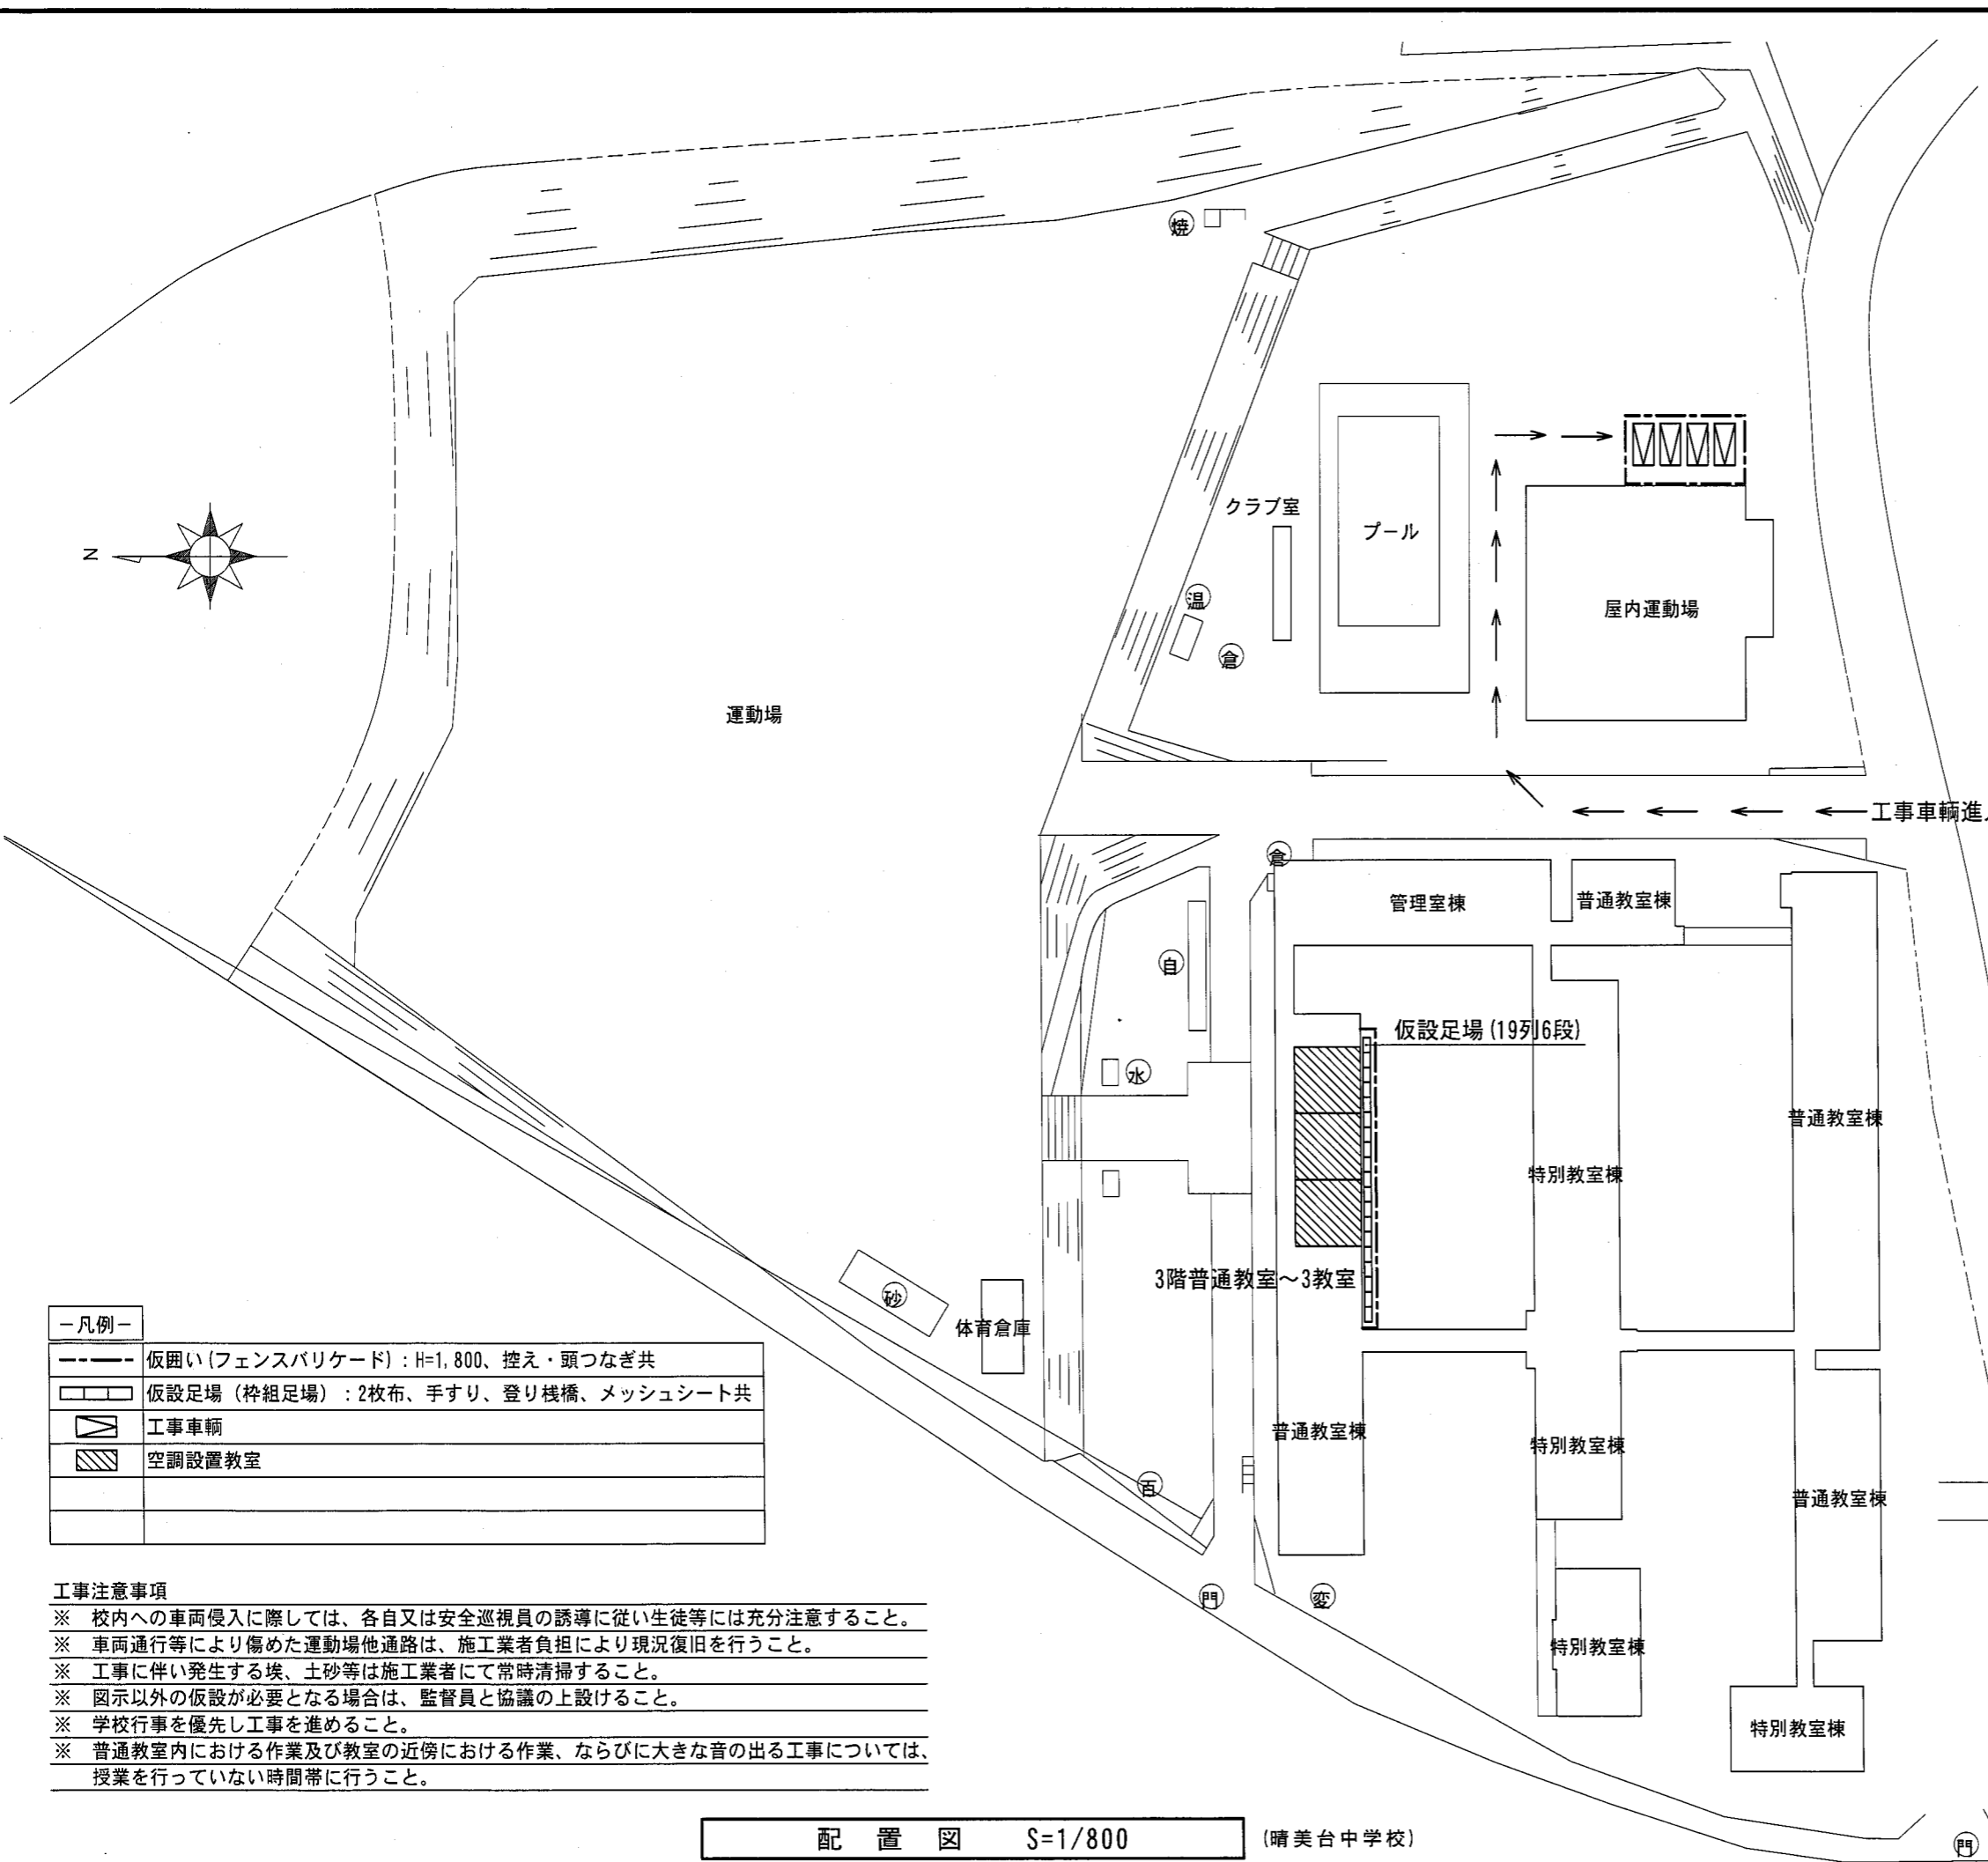 焼
N
クラブ室
プール
温
倉
屋内運動場
運動場
工事車輌進
倉
管理室棟
普通教室棟
自
仮設足場(19列6段)
水
普通教室棟
特別教室棟
3階普通教室～3教室
砂
体育倉庫
普通教室棟
特別教室棟
百
普通教室棟
門
変
特別教室棟
特別教室棟
門
－凡例－
仮囲い(フェンスバリケード)：H=1,800、控え・頭つなぎ共
仮設足場（枠組足場）：2枚布、手すり、登り桟橋、メッシュシート共
工事車輌
空調設置教室
工事注意事項
※　校内への車両侵入に際しては、各自又は安全巡視員の誘導に従い生徒等には充分注意すること。
※　車両通行等により傷めた運動場他通路は、施工業者負担により現況復旧を行うこと。
※　工事に伴い発生する埃、土砂等は施工業者にて常時清掃すること。
※　図示以外の仮設が必要となる場合は、監督員と協議の上設けること。
※　学校行事を優先し工事を進めること。
※　普通教室内における作業及び教室の近傍における作業、ならびに大きな音の出る工事については、
授業を行っていない時間帯に行うこと。
配　置　図　　S=1/800　　(晴美台中学校)